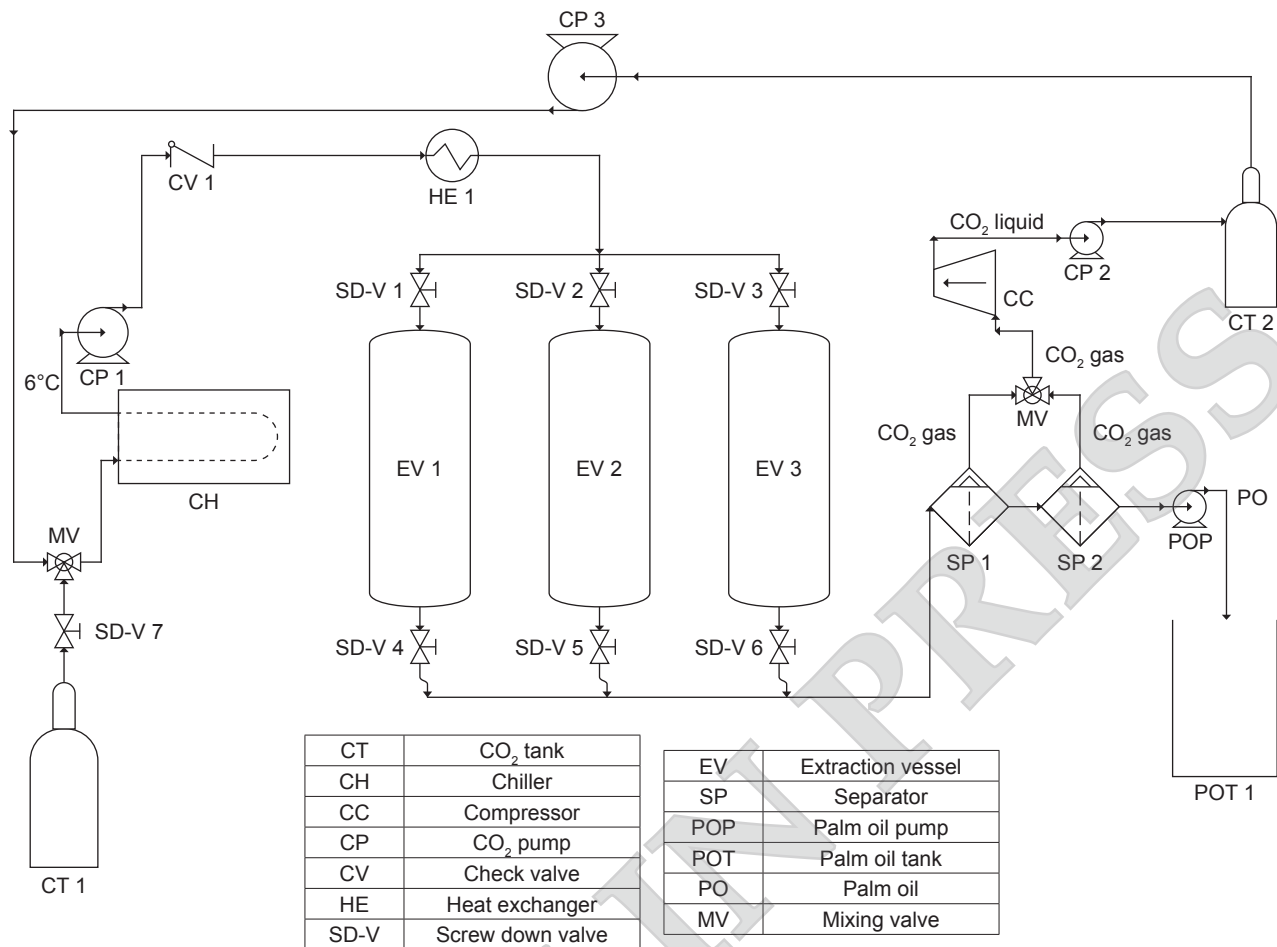 CP 3
CV 1
HE 1
CO₂ liquid
CP 2
SD-V 1
SD-V 2
SD-V 3
CC
CT 2
CP 1
6°C
CO₂ gas
MV
CO₂ gas
CO₂ gas
EV 1
EV 2
EV 3
CH
PO
MV
POP
SP 1
SP 2
SD-V 7
SD-V 4
SD-V 5
SD-V 6
CT CO₂ tank
CH Chiller
CC Compressor
CP CO₂ pump
CV Check valve
HE Heat exchanger
SD-V Screw down valve
EV Extraction vessel
SP Separator
POP Palm oil pump
POT Palm oil tank
PO Palm oil
MV Mixing valve
POT 1
CT 1
IN PRESS